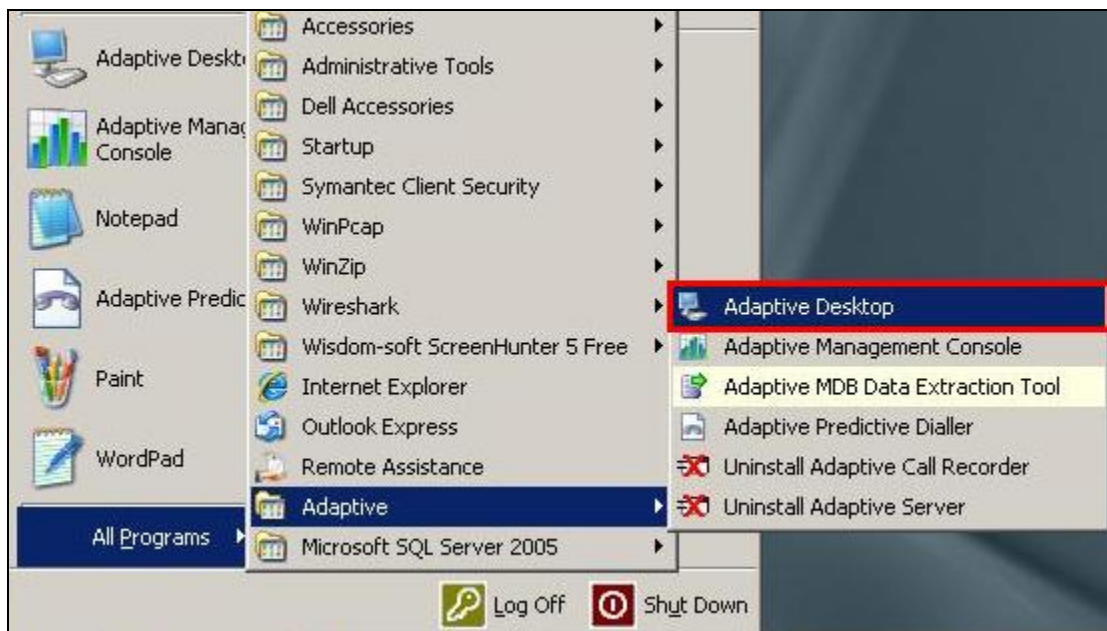 Adaptive Deskt
Adaptive Manag
Console
Notepad
Adaptive Predic
Paint
WordPad
All Programs
Accessories
Administrative Tools
Dell Accessories
Startup
Symantec Client Security
WinPcap
WinZip
Wireshark
Wisdom-soft ScreenHunter 5 Free
Internet Explorer
Outlook Express
Remote Assistance
Adaptive
Microsoft SQL Server 2005
Adaptive Desktop
Adaptive Management Console
Adaptive MDB Data Extraction Tool
Adaptive Predictive Dialler
Uninstall Adaptive Call Recorder
Uninstall Adaptive Server
Log Off
Shut Down